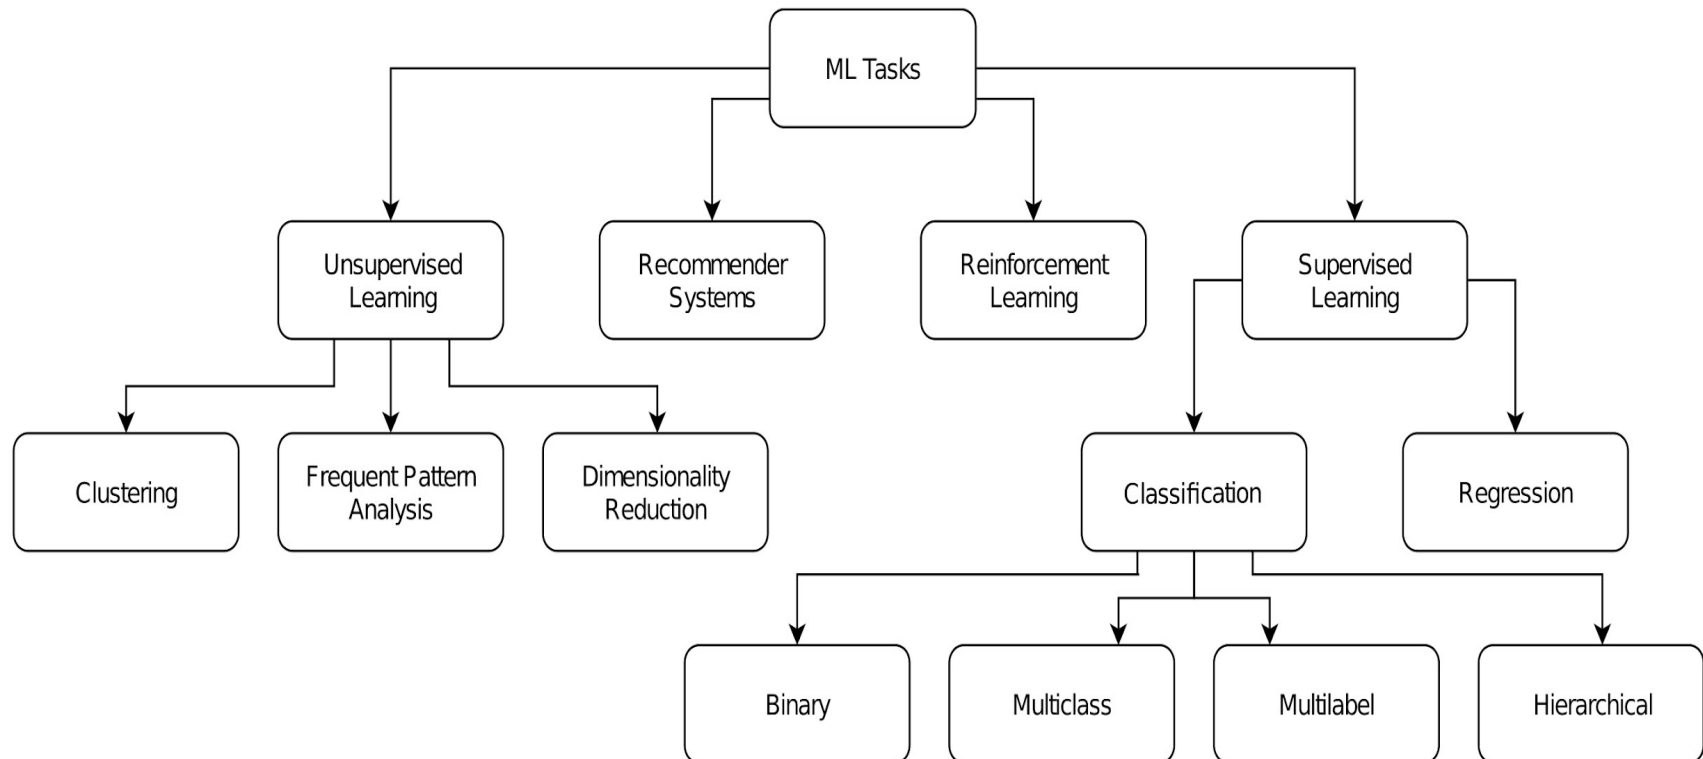 ML Tasks
Unsupervised
Learning
Recommender
Systems
Reinforcement
Learning
Supervised
Learning
Clustering
Frequent Pattern
Analysis
Dimensionality
Reduction
Classification
Regression
Binary
Multiclass
Multilabel
Hierarchical